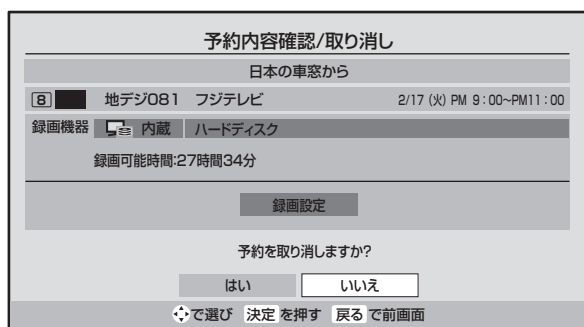 予約内容確認/取り消し
日本の車窓から
8 地デジ081 フジテレビ 2/17 (火) PM 9:00~PM11:00
録画機器 内蔵 ハードディスク
録画可能時間:27時間34分
録画設定
予約を取り消しますか?
はい いいえ
で選び 決定 を押す 戻る で前画面